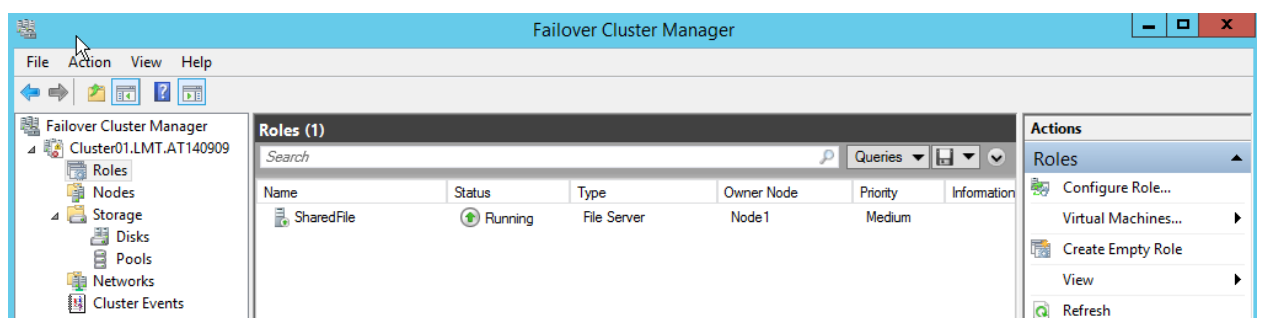 Failover Cluster Manager
File Action View Help
Failover Cluster Manager
Cluster01.LMT.AT140909
Roles
Nodes
Storage
Disks
Pools
Networks
Cluster Events
Roles (1)
Search
Queries
Name Status Type Owner Node Priority Information
SharedFile Running File Server Node1 Medium
Actions
Roles
Configure Role...
Virtual Machines...
Create Empty Role
View
Refresh